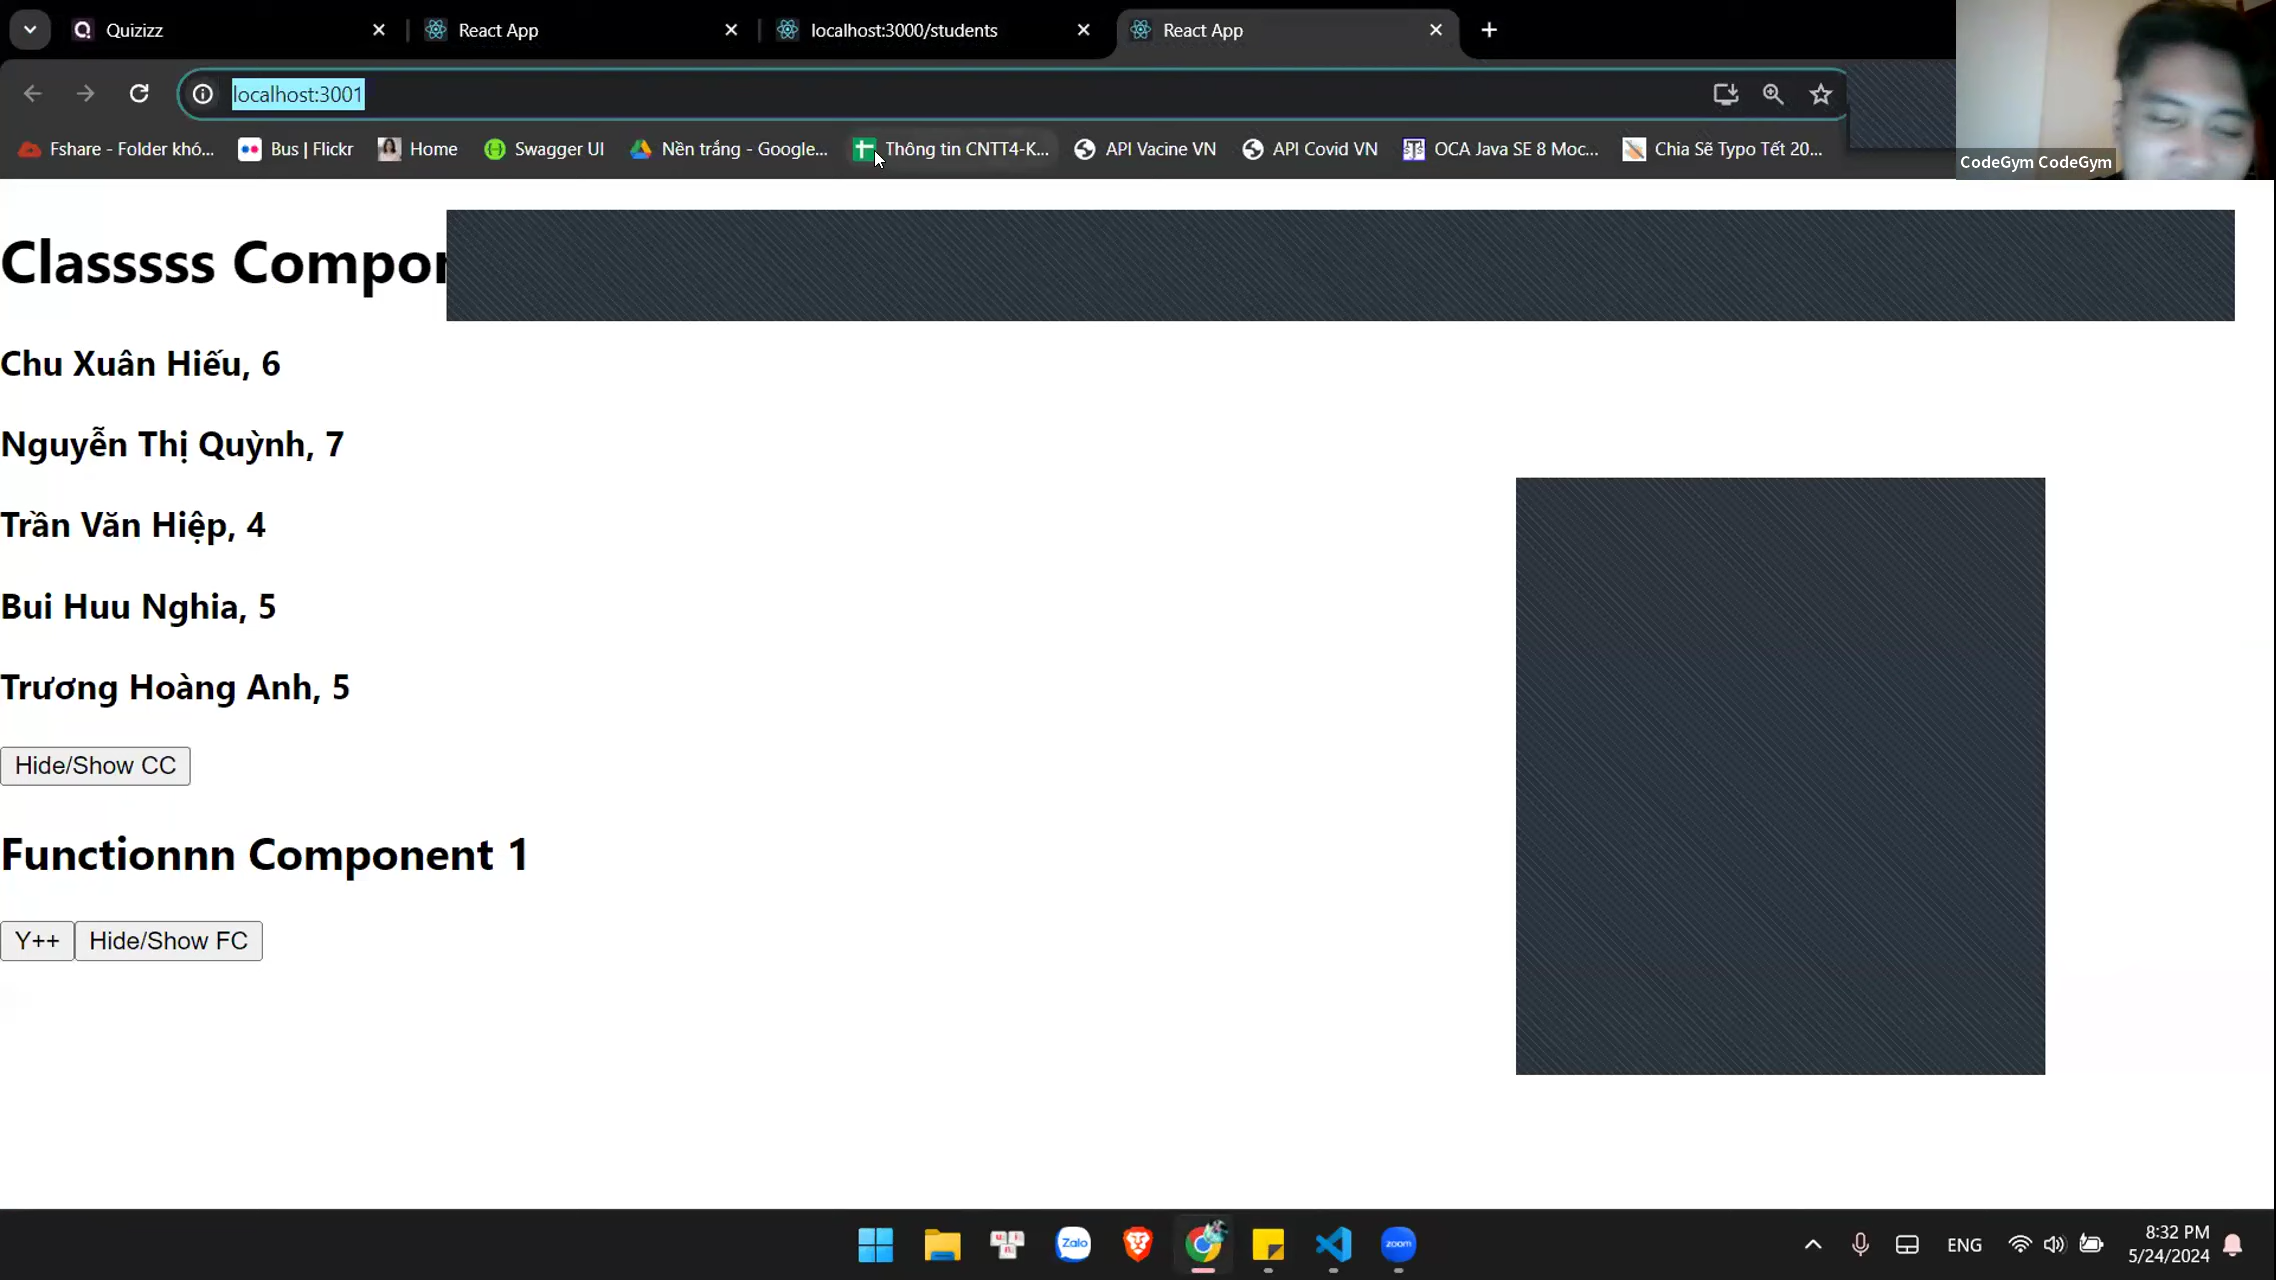 Quizizz
React App
localhost:3000/students
React App
localhost:3001
Fshare - Folder khó...
Bus | Flickr
Home
Swagger UI
Nền trắng - Google...
Thông tin CNTT4-K...
API Vacine VN
API Covid VN
OCA Java SE 8 Moc...
Chia Sẽ Typo Tết 20...
CodeGym CodeGym
Classsss Compon
Chu Xuân Hiếu, 6
Nguyễn Thị Quỳnh, 7
Trần Văn Hiệp, 4
Bui Huu Nghia, 5
Trương Hoàng Anh, 5
Hide/Show CC
Functionnn Component 1
Y++
Hide/Show FC
Zalo
zoom
ENG
8:32 PM
5/24/2024